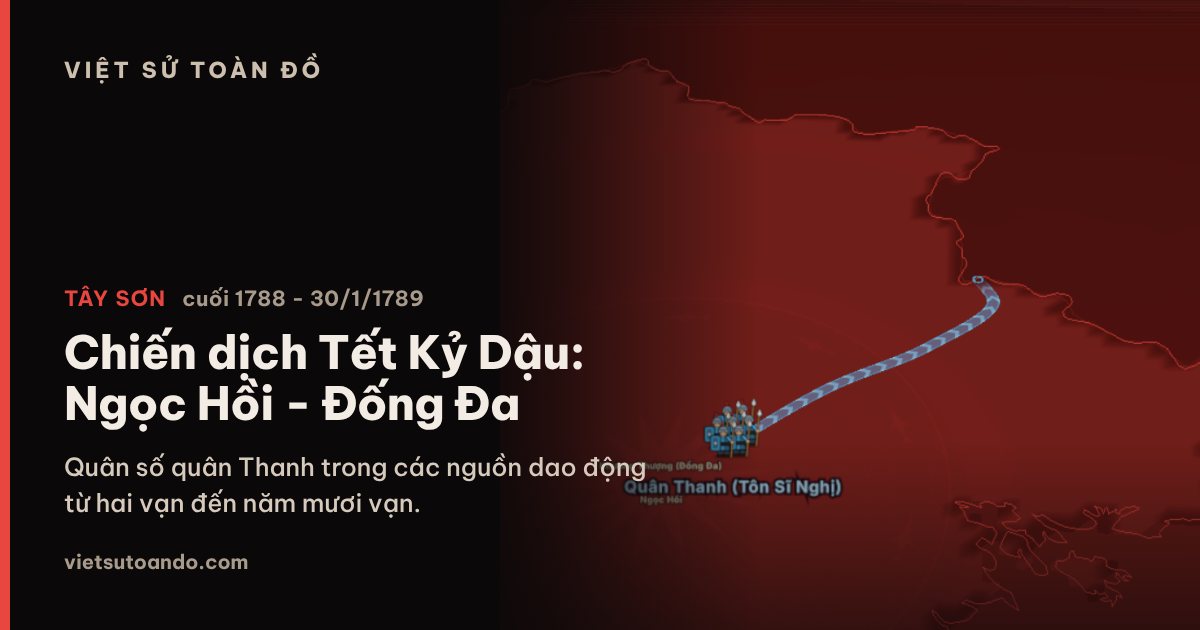 VIỆT SỬ TOÀN ĐỒ
TÂY SƠN cuối 1788 - 30/1/1789
Chiến dịch Tết Kỷ Dậu:
Ngọc Hồi - Đống Đa
Quân số quân Thanh trong các nguồn dao động
từ hai vạn đến năm mươi vạn.
vietsutoando.com
(Đống Đa)
Quân Thanh (Tôn Sĩ Nghị)
Ngọc Hồi